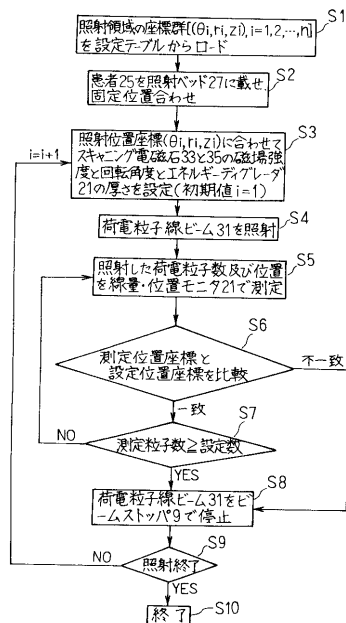 S1
照射領域の座標群[(θi,ri,zi),i=1,2,…,n]
を設定テーブルからロード
S2
患者25を照射ベッド27に載せ、
固定位置合わせ
S3
照射位置座標(θi,ri,zi)に合わせて
スキャニング電磁石33と35の磁場強
度と回転角度とエネルギーディグレーダ
21の厚さを設定(初期値i=1)
i=i+1
S4
荷電粒子線ビーム31を照射
S5
照射した荷電粒子数及び位置
を線量・位置モニタ21で測定
S6
測定位置座標と
設定位置座標を比較
不一致
一致
S7
測定粒子数≧設定数
NO
YES
S8
荷電粒子線ビーム31をビ
ームストッパ9で停止
S9
照射終了
NO
YES
S10
終了